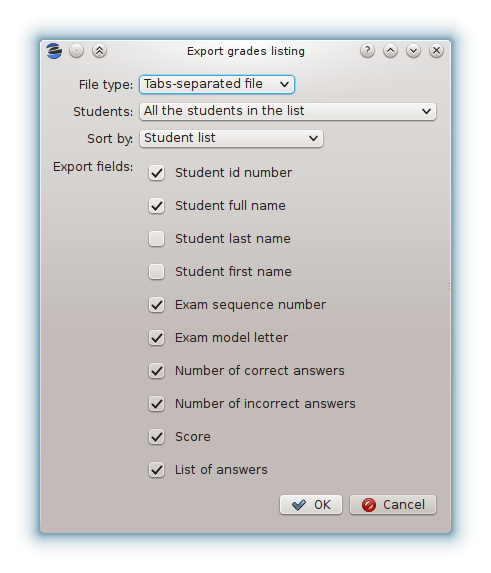 Export grades listing
File type: Tabs-separated file
Students: All the students in the list
Sort by: Student list
Export fields:
Student id number
Student full name
Student last name
Student first name
Exam sequence number
Exam model letter
Number of correct answers
Number of incorrect answers
Score
List of answers
OK Cancel